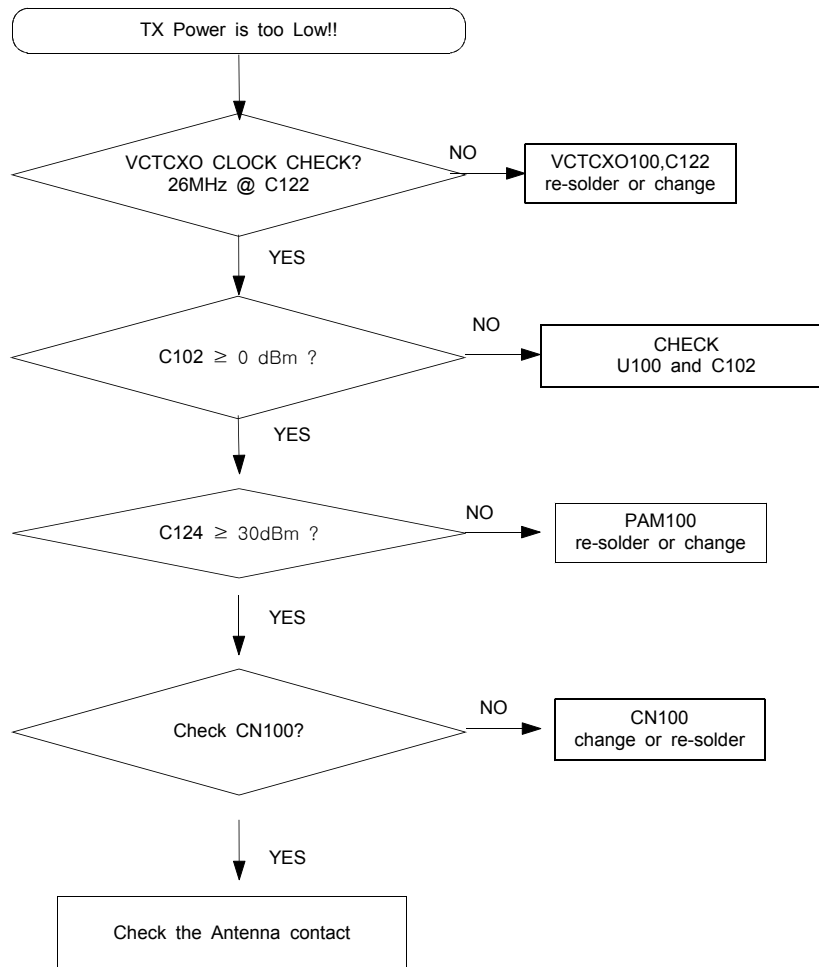 TX Power is too Low!!
VCTCXO CLOCK CHECK?
26MHz @ C122
NO
VCTCXO100,C122
re-solder or change
YES
C102 ≥ 0 dBm ?
NO
CHECK
U100 and C102
YES
C124 ≥ 30dBm ?
NO
PAM100
re-solder or change
YES
Check CN100?
NO
CN100
change or re-solder
YES
Check the Antenna contact